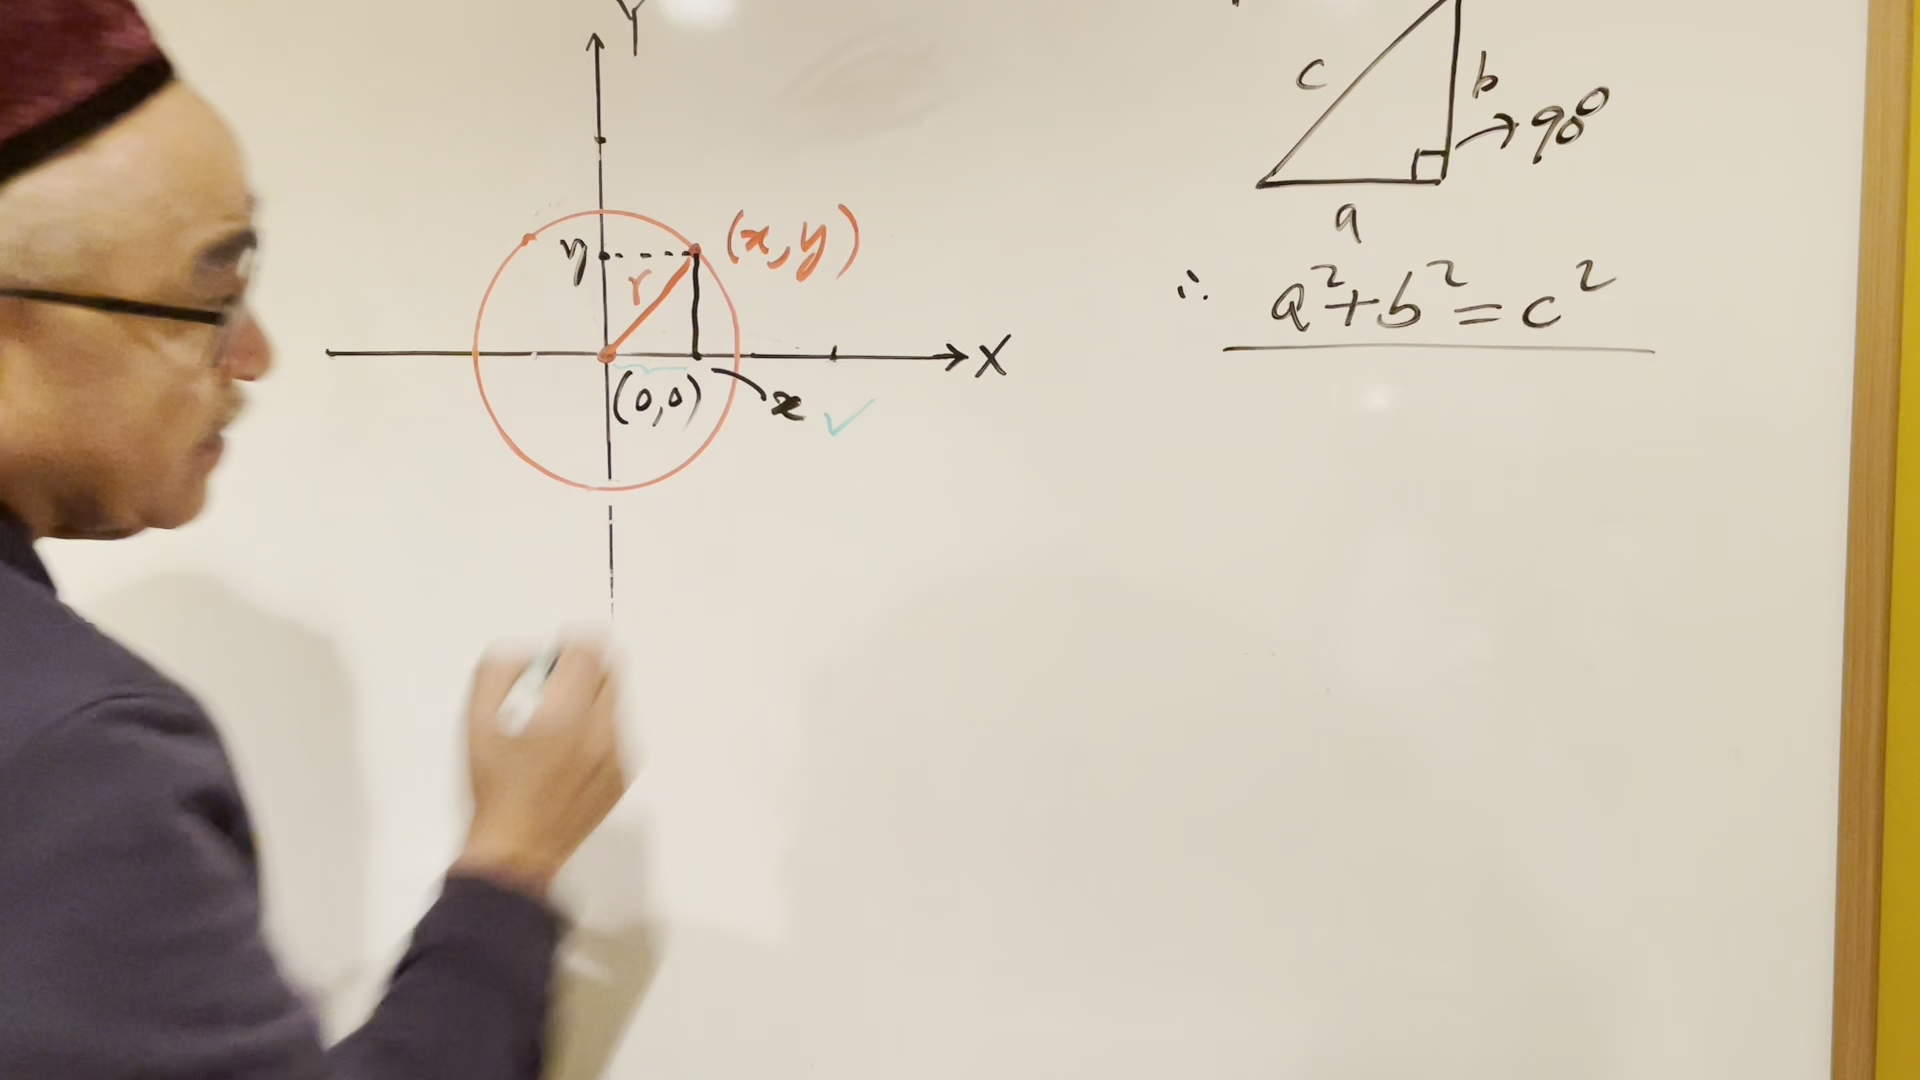 Y
y
r
(x, y)
X
(0,0)
x
c
b
90°
a
∴ a²+b²=c²